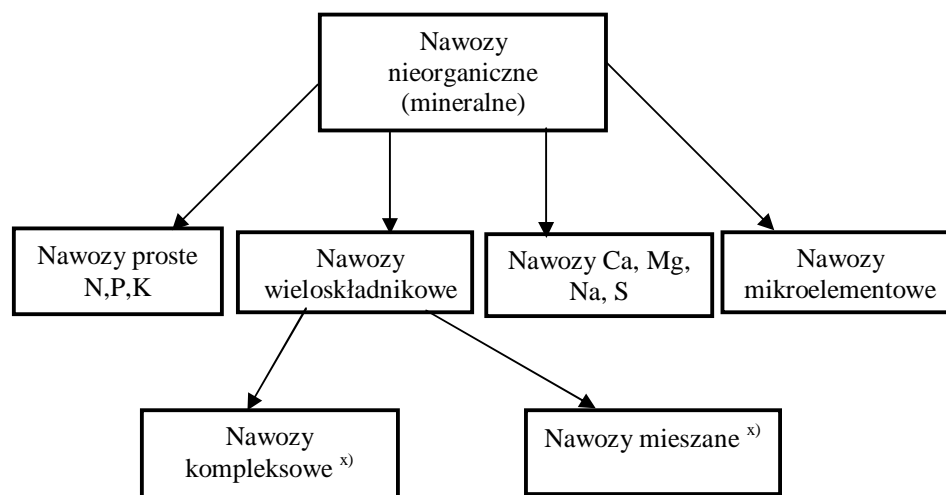 Nawozy
nieorganiczne
(mineralne)
Nawozy proste
N,P,K
Nawozy
wieloskładnikowe
Nawozy Ca, Mg,
Na, S
Nawozy
mikroelementowe
Nawozy
kompleksowe x)
Nawozy mieszane x)